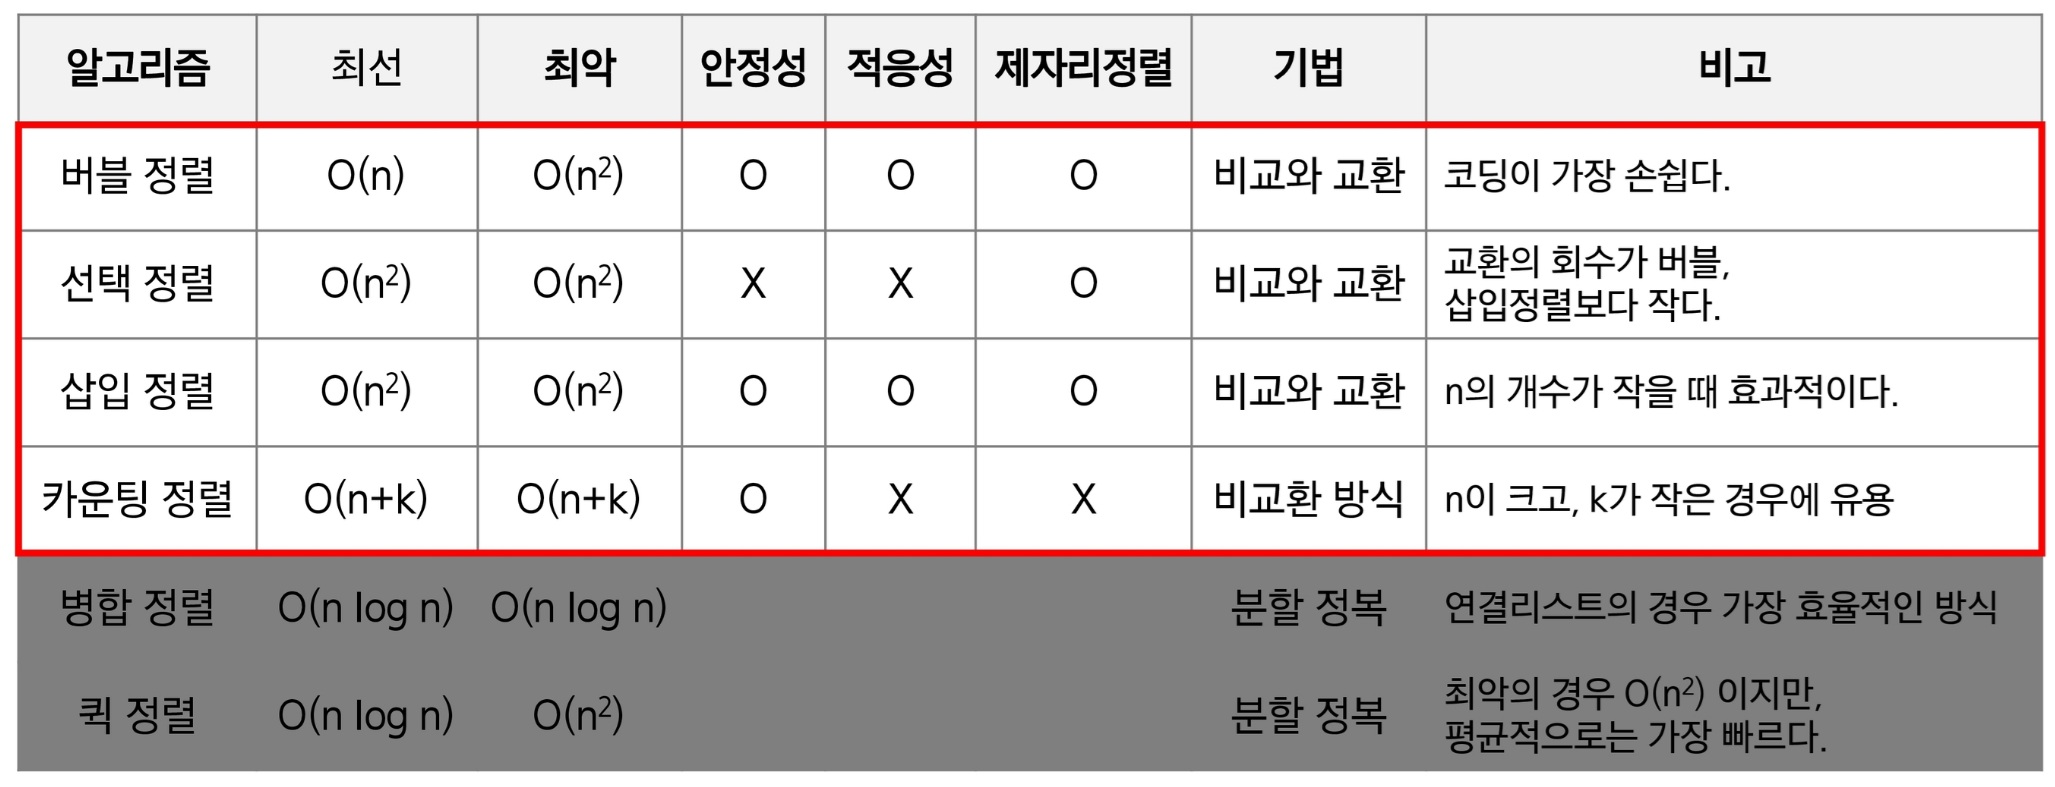 알고리즘 최선 최악 안정성 적응성 제자리정렬 기법 비고
버블 정렬 O(n) O(n²) O O O 비교와 교환 코딩이 가장 손쉽다.
선택 정렬 O(n²) O(n²) X X O 비교와 교환 교환의 회수가 버블,
삽입정렬보다 작다.
삽입 정렬 O(n²) O(n²) O O O 비교와 교환 n의 개수가 작을 때 효과적이다.
카운팅 정렬 O(n+k) O(n+k) O X X 비교환 방식 n이 크고, k가 작은 경우에 유용
병합 정렬 O(n log n) O(n log n) 분할 정복 연결리스트의 경우 가장 효율적인 방식
퀵 정렬 O(n log n) O(n²) 분할 정복 최악의 경우 O(n²) 이지만,
평균적으로는 가장 빠르다.